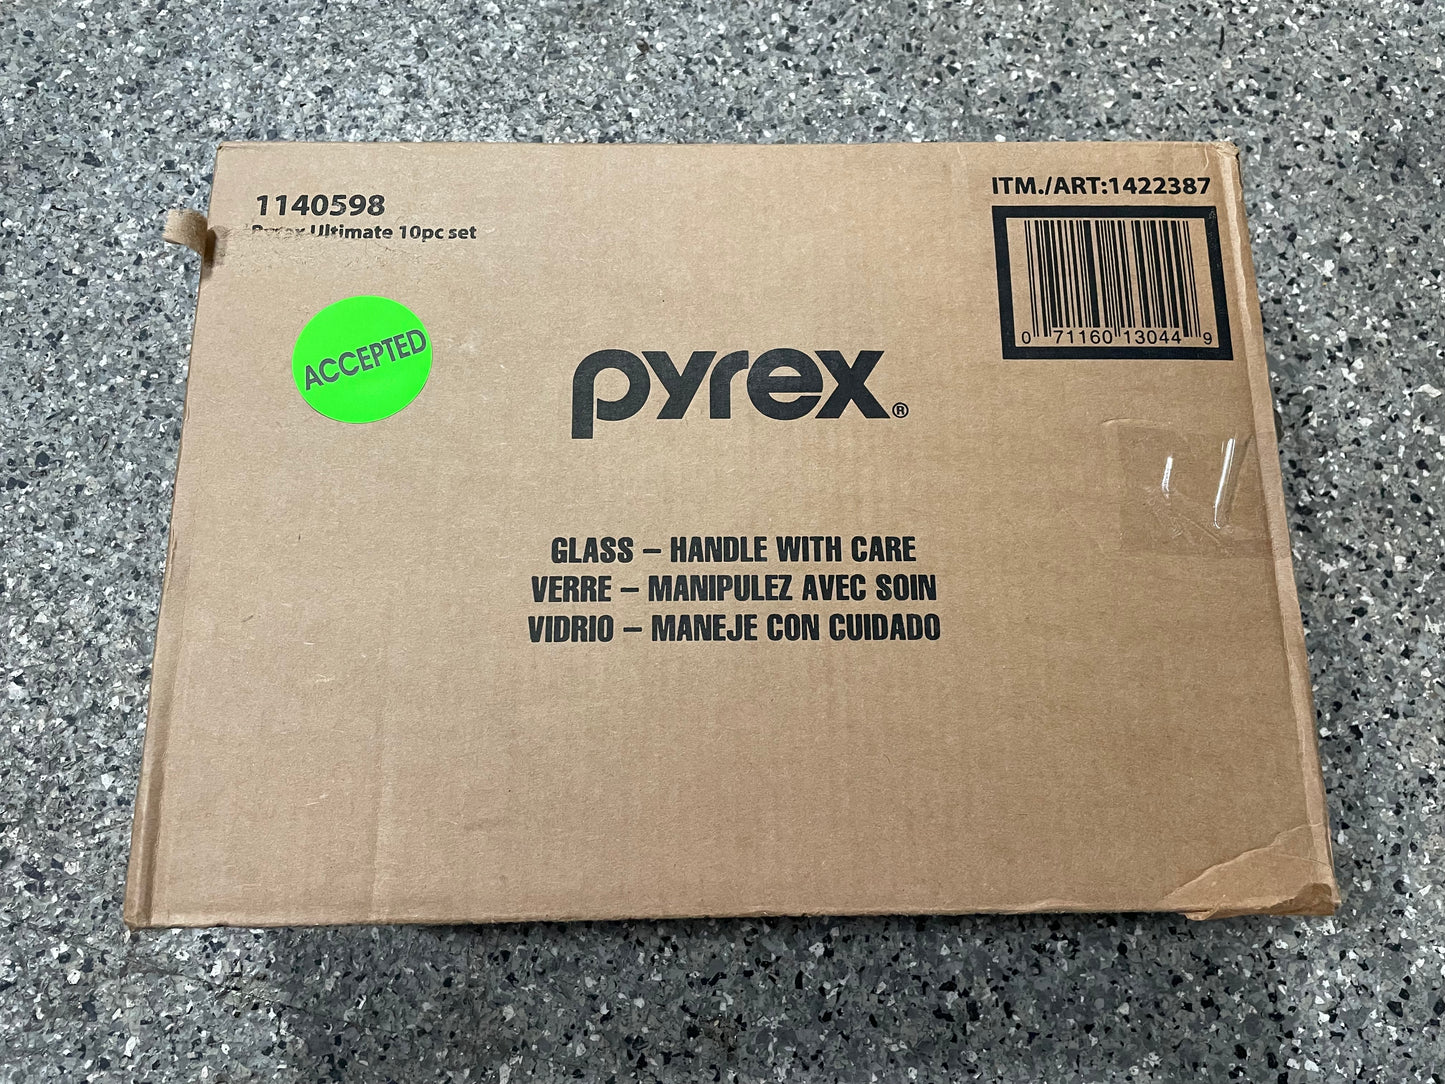 1140598
Pyrex Ultimate 10pc set
ITM./ART:1422387
0 71160 13044 9
ACCEPTED
pyrex®
GLASS – HANDLE WITH CARE
VERRE – MANIPULEZ AVEC SOIN
VIDRIO – MANEJE CON CUIDADO